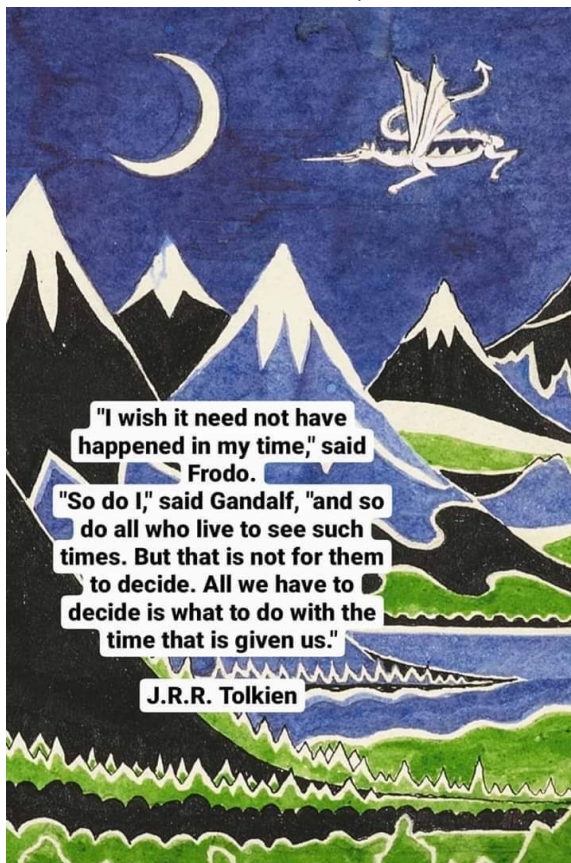 "I wish it need not have
happened in my time," said
Frodo.
"So do I," said Gandalf, "and so
do all who live to see such
times. But that is not for them
to decide. All we have to
decide is what to do with the
time that is given us."
J.R.R. Tolkien